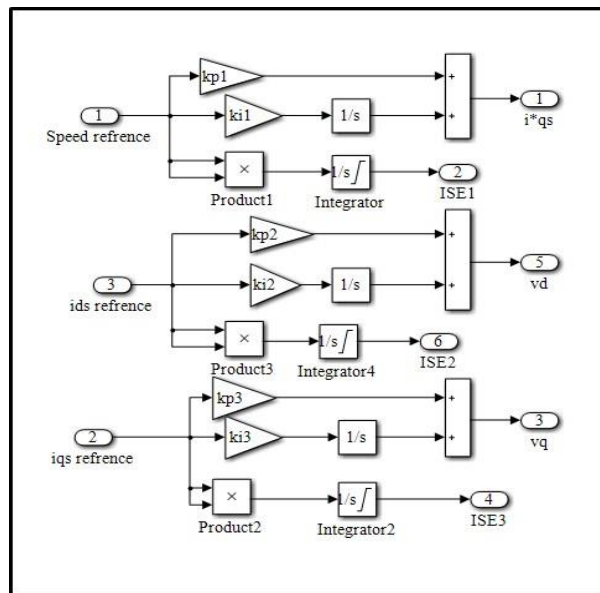 kp1
+
1
ki1
1/s
+
1
Speed refrence
i*qs
×
1/s
2
Product1
Integrator
ISE1
kp2
+
3
ki2
1/s
+
5
ids refrence
vd
×
1/s
6
Product3
Integrator4
ISE2
kp3
+
2
ki3
1/s
+
3
iqs refrence
vq
×
1/s
4
Product2
Integrator2
ISE3